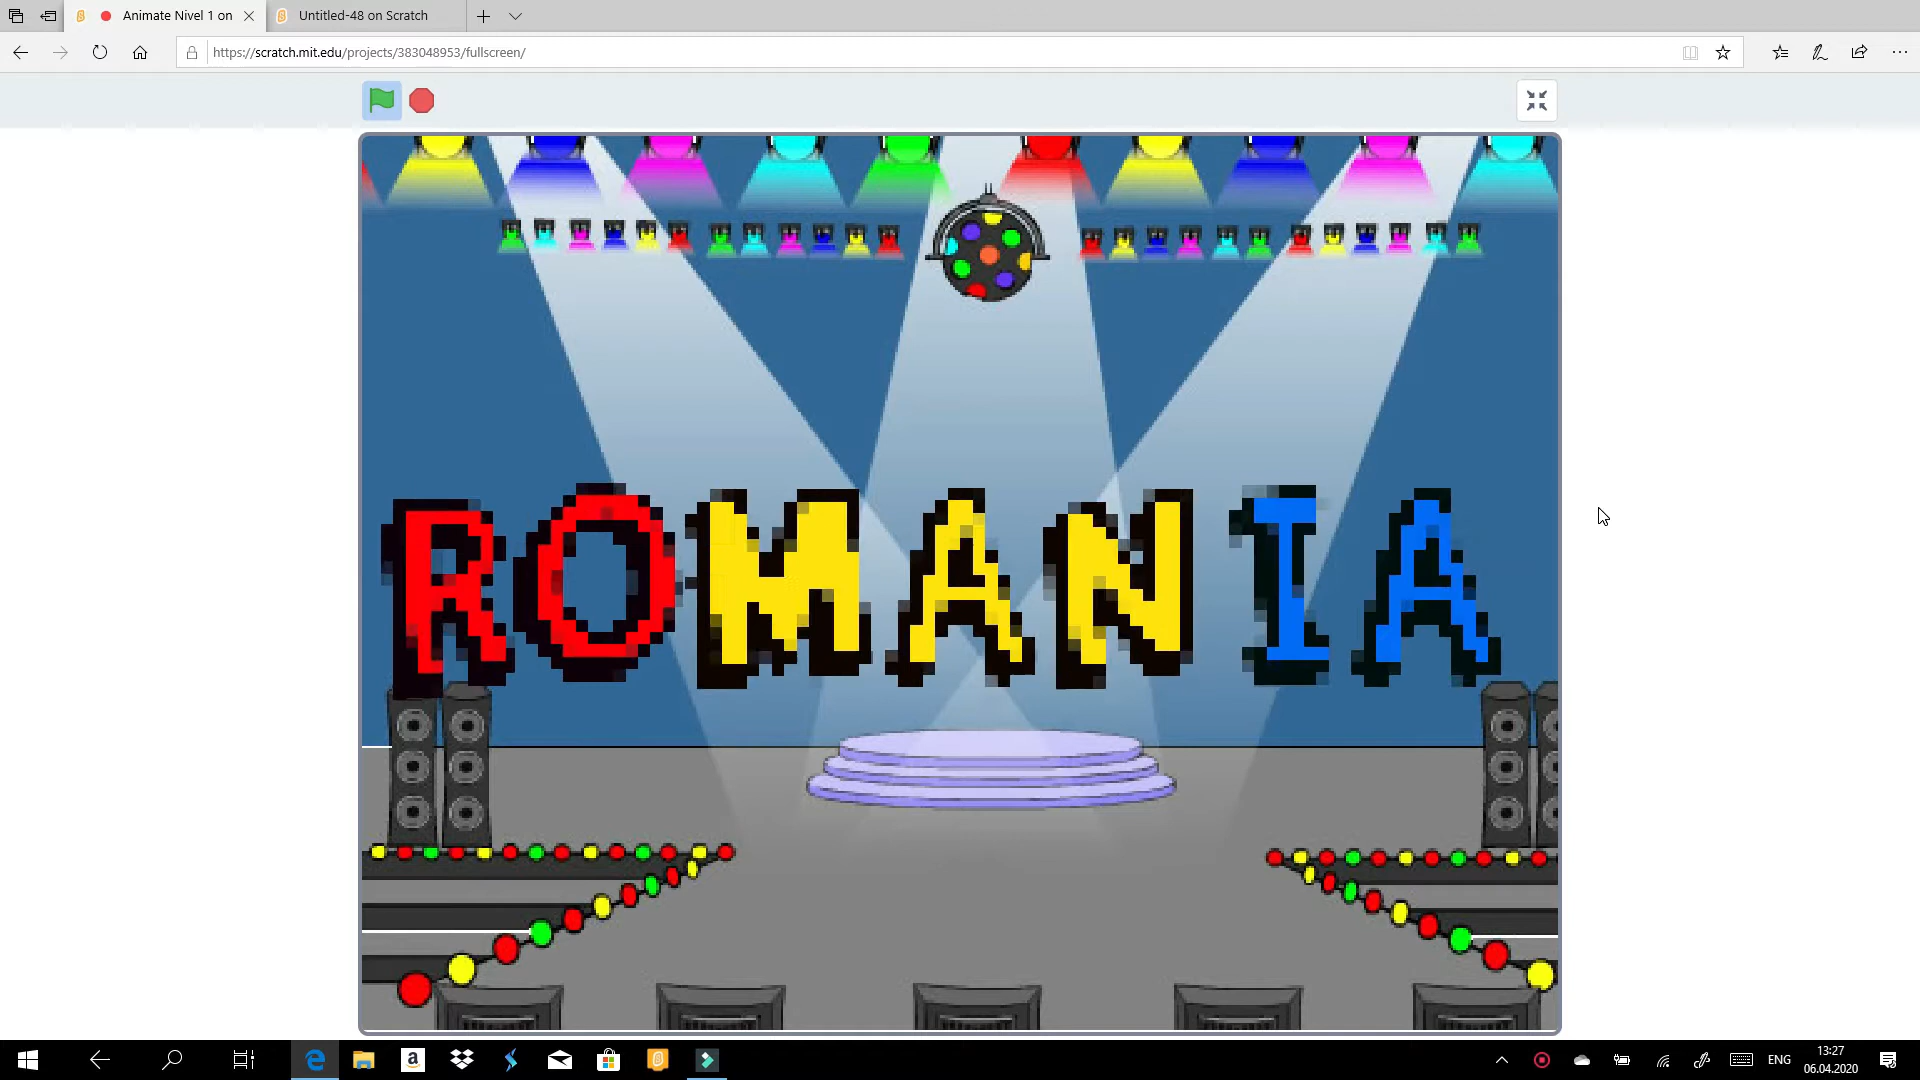 Animate Nivel 1 on
Untitled-48 on Scratch
https://scratch.mit.edu/projects/383048953/fullscreen/
ROMANIA
ENG
13:27
06.04.2020